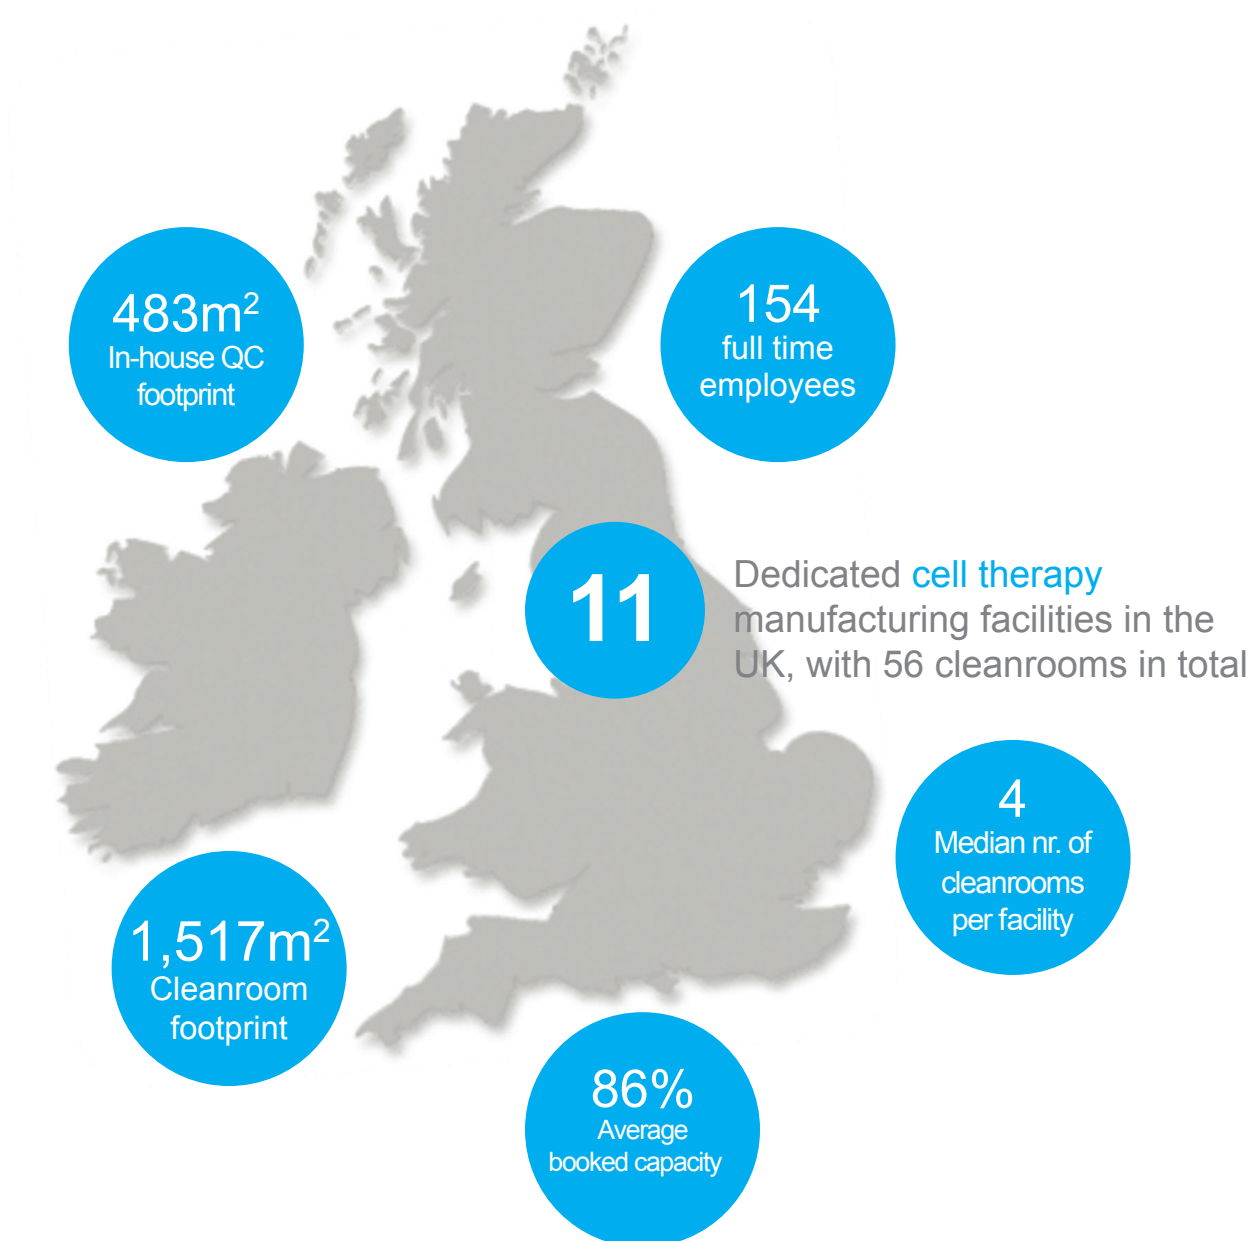 483m²
In-house QC
footprint
154
full time
employees
11
Dedicated cell therapy
manufacturing facilities in the
UK, with 56 cleanrooms in total
4
Median nr. of
cleanrooms
per facility
1,517m²
Cleanroom
footprint
86%
Average
booked capacity